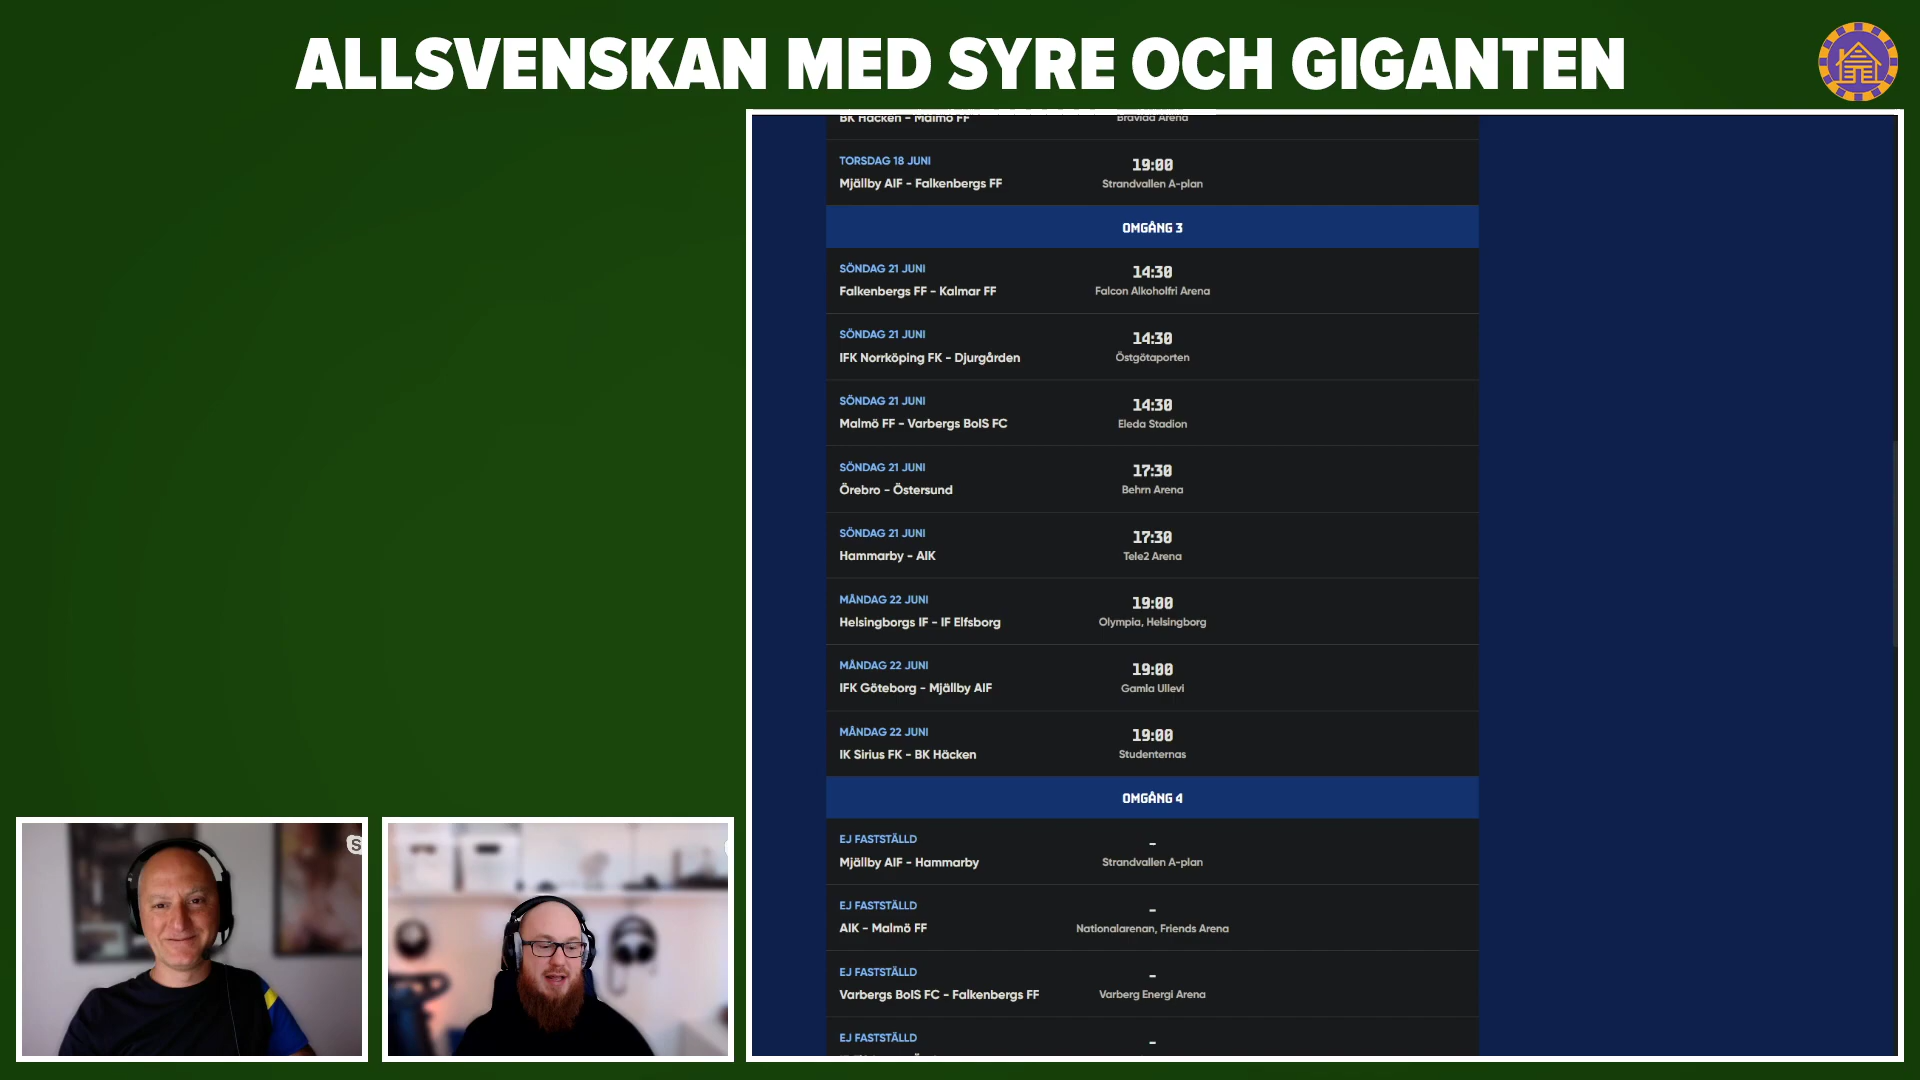 ALLSVENSKAN MED SYRE OCH GIGANTEN
BK Häcken - Malmö FF
Bravida Arena
TORSDAG 18 JUNI
19:00
Mjällby AIF - Falkenbergs FF
Strandvallen A-plan
OMGÅNG 3
SÖNDAG 21 JUNI
14:30
Falkenbergs FF - Kalmar FF
Falcon Alkoholfri Arena
SÖNDAG 21 JUNI
14:30
IFK Norrköping FK - Djurgården
Östgötaporten
SÖNDAG 21 JUNI
14:30
Malmö FF - Varbergs BoIS FC
Eleda Stadion
SÖNDAG 21 JUNI
17:30
Örebro - Östersund
Behrn Arena
SÖNDAG 21 JUNI
17:30
Hammarby - AIK
Tele2 Arena
MÅNDAG 22 JUNI
19:00
Helsingborgs IF - IF Elfsborg
Olympia, Helsingborg
MÅNDAG 22 JUNI
19:00
IFK Göteborg - Mjällby AIF
Gamla Ullevi
MÅNDAG 22 JUNI
19:00
IK Sirius FK - BK Häcken
Studenternas
OMGÅNG 4
EJ FASTSTÄLLD
-
Mjällby AIF - Hammarby
Strandvallen A-plan
EJ FASTSTÄLLD
-
AIK - Malmö FF
Nationalarenan, Friends Arena
EJ FASTSTÄLLD
-
Varbergs BoIS FC - Falkenbergs FF
Varberg Energi Arena
EJ FASTSTÄLLD
-
S